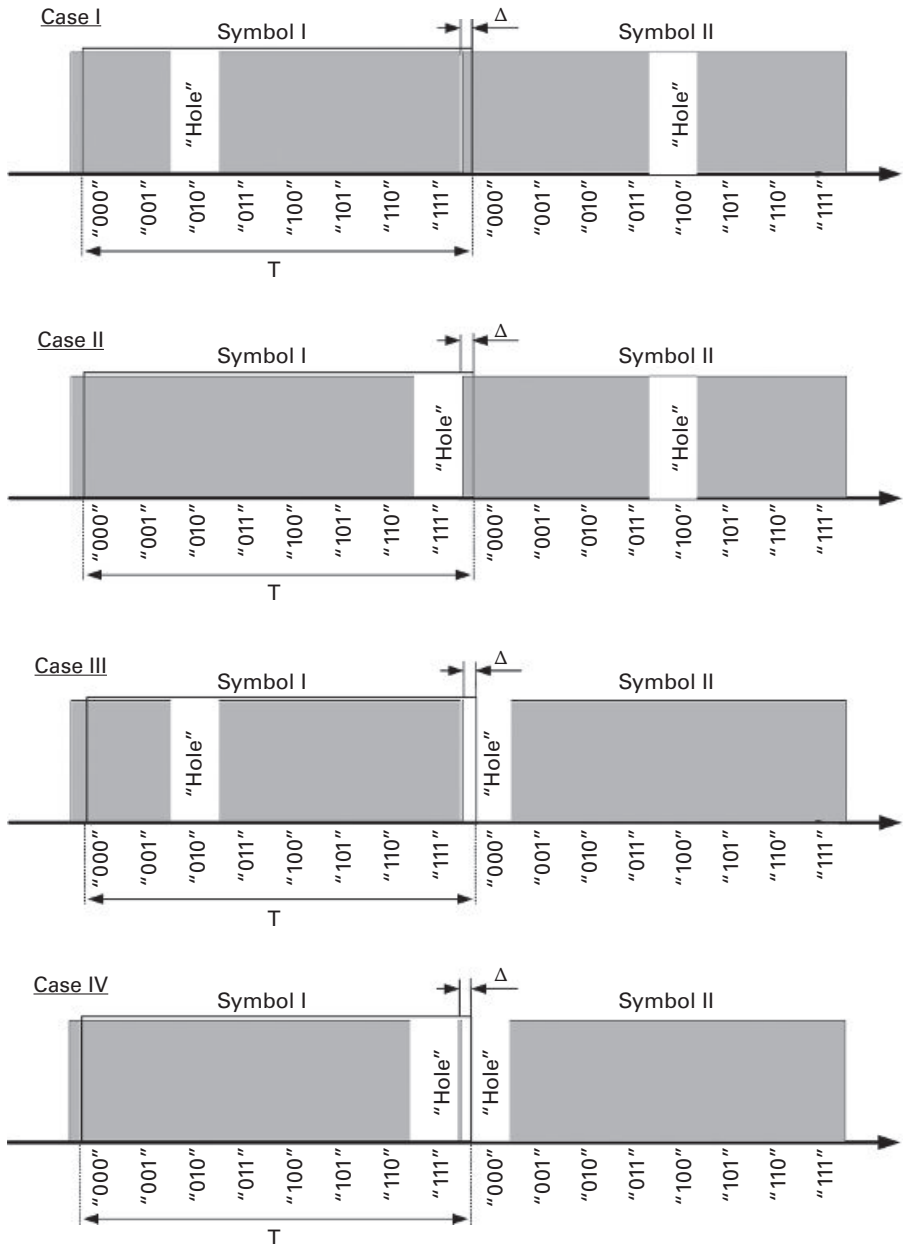 Case I
Symbol I Δ Symbol II
“Hole” “Hole”
“000” “001” “010” “011” “100” “101” “110” “111” “000” “001” “010” “011” “100” “101” “110” “111”
T
Case II
Symbol I Δ Symbol II
“Hole” “Hole”
“000” “001” “010” “011” “100” “101” “110” “111” “000” “001” “010” “011” “100” “101” “110” “111”
T
Case III
Symbol I Δ Symbol II
“Hole” “Hole”
“000” “001” “010” “011” “100” “101” “110” “111” “000” “001” “010” “011” “100” “101” “110” “111”
T
Case IV
Symbol I Δ Symbol II
“Hole” “Hole”
“000” “001” “010” “011” “100” “101” “110” “111” “000” “001” “010” “011” “100” “101” “110” “111”
T